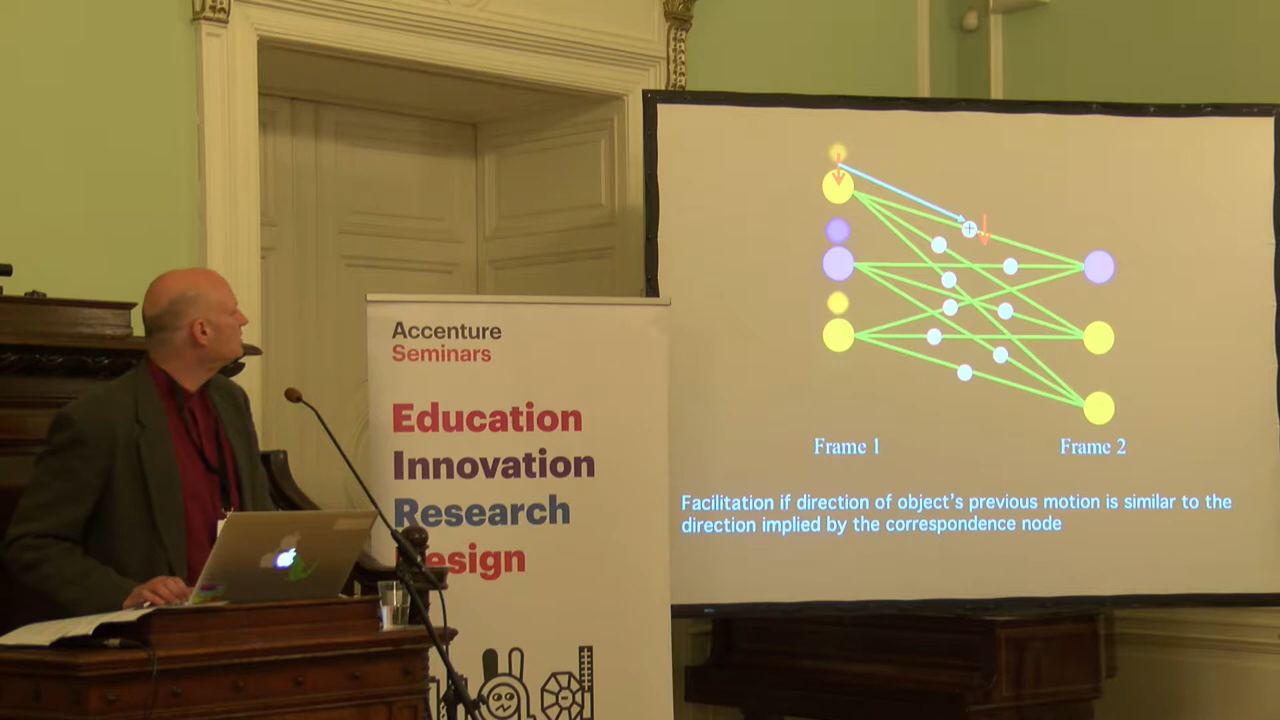 Accenture
Seminars
Education
Innovation
Research
Design
Frame 1
Frame 2
Facilitation if direction of object's previous motion is similar to the
direction implied by the correspondence node